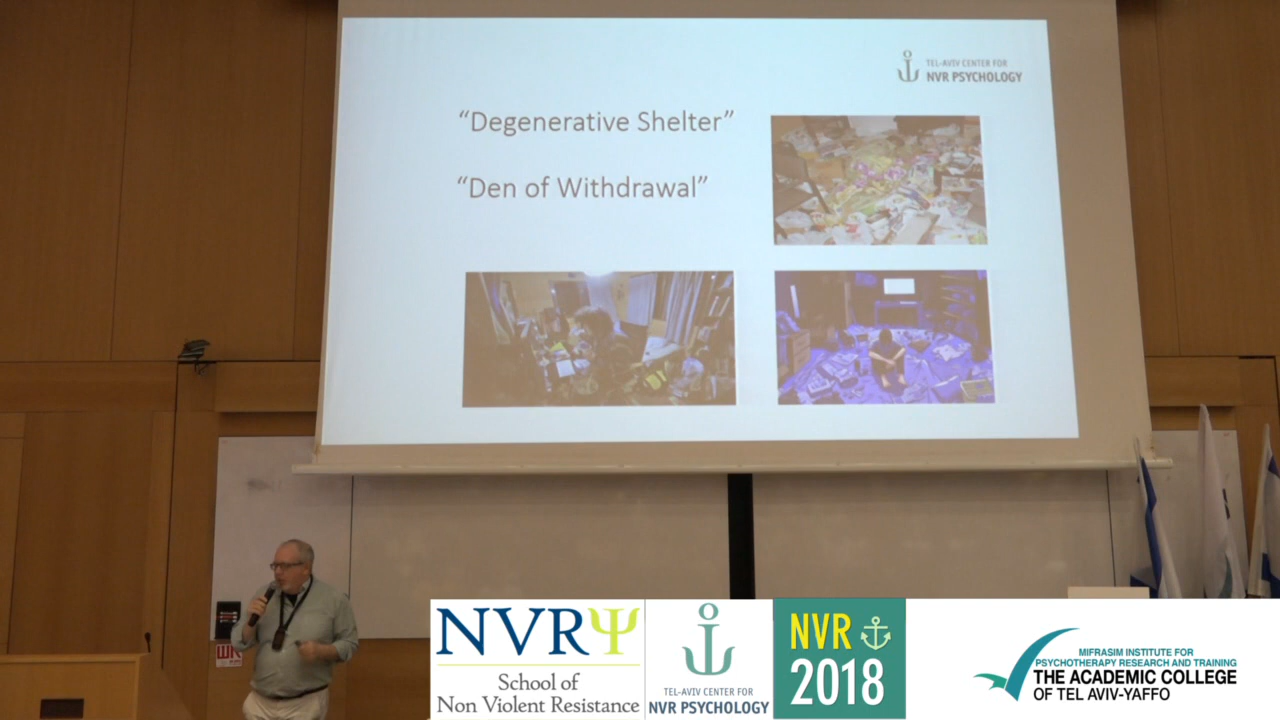 TEL-AVIV CENTER FOR
NVR PSYCHOLOGY
“Degenerative Shelter”
“Den of Withdrawal”
NVRΨ
School of
Non Violent Resistance
TEL-AVIV CENTER FOR
NVR PSYCHOLOGY
NVR
2018
MIFRASIM INSTITUTE FOR
PSYCHOTHERAPY RESEARCH AND TRAINING
THE ACADEMIC COLLEGE
OF TEL AVIV-YAFFO